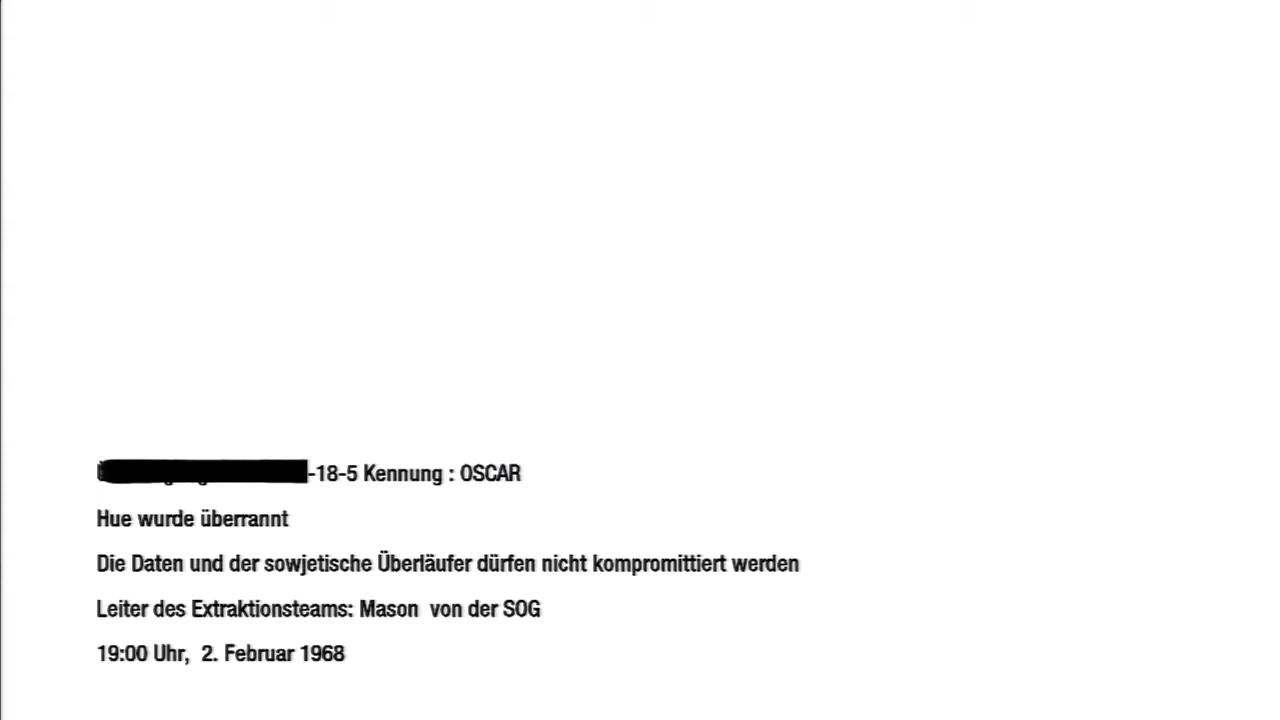 -18-5 Kennung : OSCAR
Hue wurde überrannt
Die Daten und der sowjetische Überläufer dürfen nicht kompromittiert werden
Leiter des Extraktionsteams: Mason  von der SOG
19:00 Uhr,  2. Februar 1968